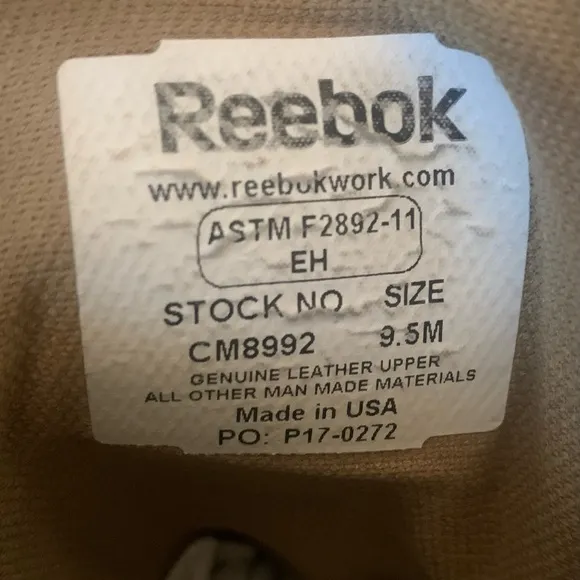 Reebok
www.reebokwork.com
ASTM F2892-11
EH
STOCK NO SIZE
CM8992 9.5M
GENUINE LEATHER UPPER
ALL OTHER MAN MADE MATERIALS
Made in USA
PO: P17-0272